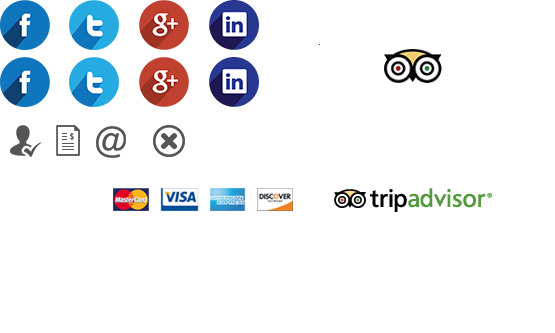 f t g+ in
f t g+ in
$ @
MasterCard VISA AMERICAN EXPRESS DISCOVER tripadvisor®